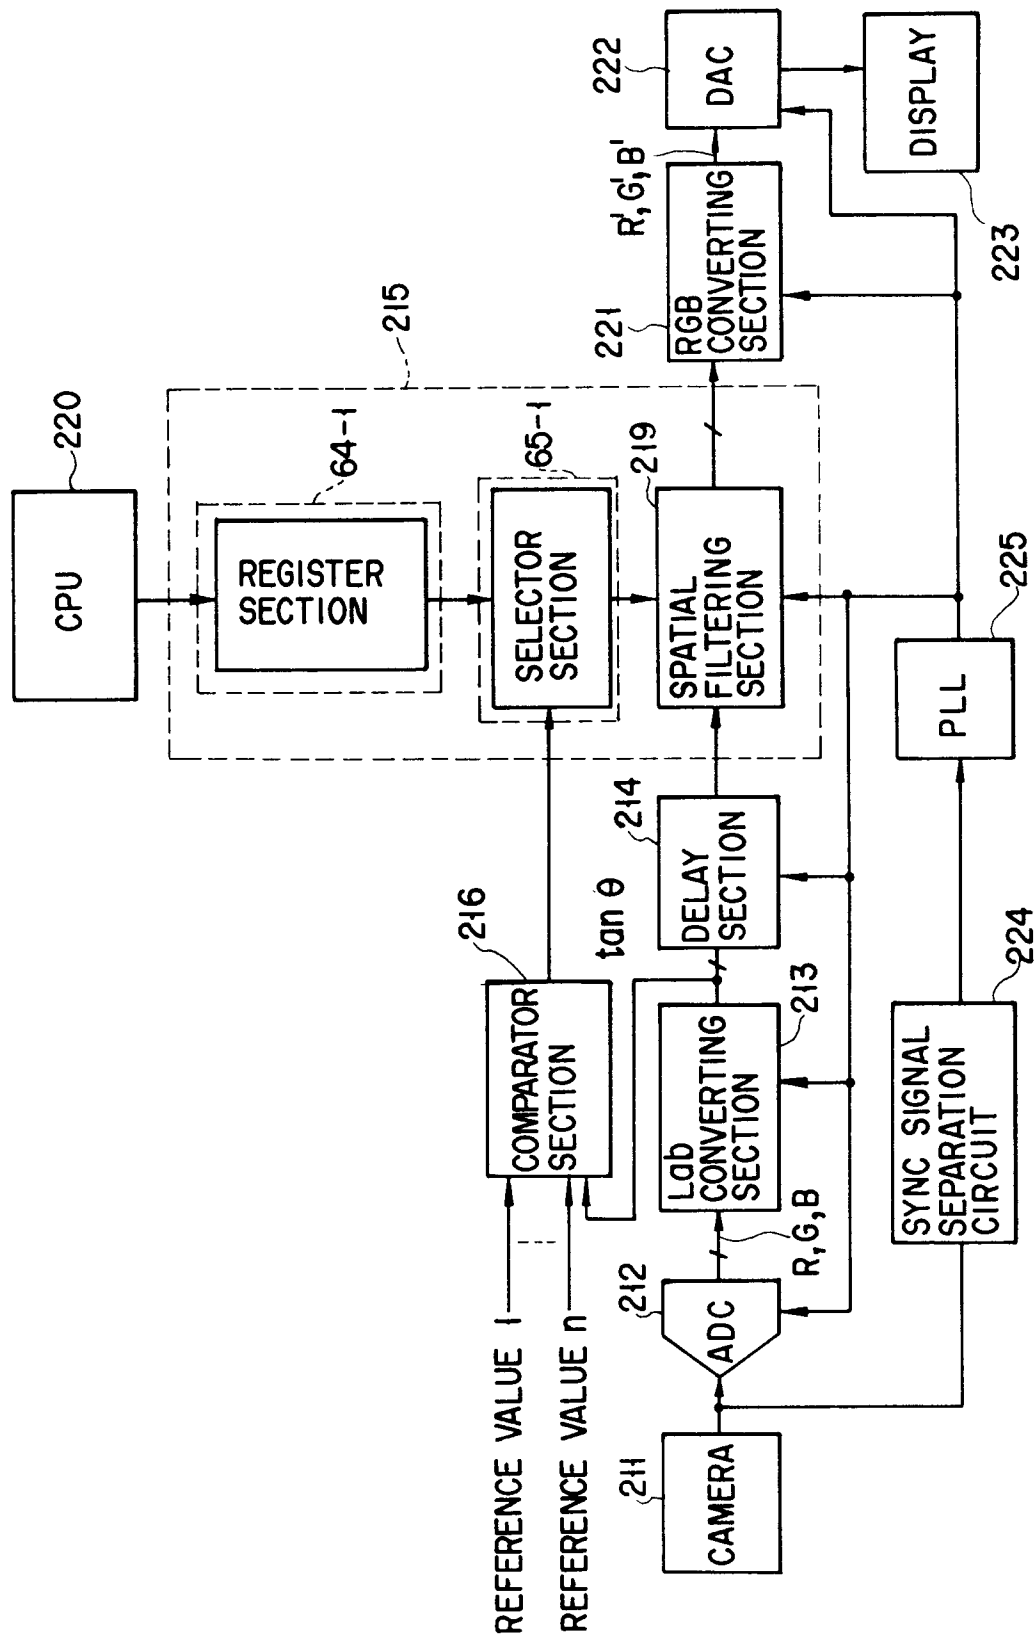 CPU
220
215
REGISTER
SECTION
64-1
SELECTOR
SECTION
65-1
COMPARATOR
SECTION
216
REFERENCE VALUE 1
REFERENCE VALUE n
tan θ
CAMERA
211
ADC
212
R, G, B
Lab
CONVERTING
SECTION
213
DELAY
SECTION
214
SPATIAL
FILTERING
SECTION
219
RGB
CONVERTING
SECTION
221
R', G', B'
DAC
222
DISPLAY
223
SYNC SIGNAL
SEPARATION
CIRCUIT
224
PLL
225